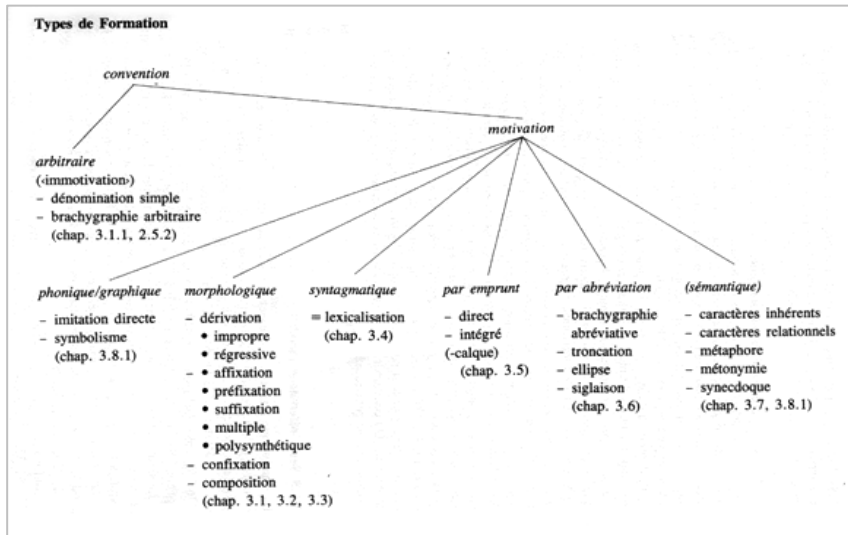 Types de Formation
convention
motivation
arbitraire
(‹immotivation›)
– dénomination simple
– brachygraphie arbitraire
(chap. 3.1.1, 2.5.2)
phonique/graphique
– imitation directe
– symbolisme
(chap. 3.8.1)
morphologique
– dérivation
• impropre
• régressive
– • affixation
• préfixation
• suffixation
• multiple
• polysynthétique
– confixation
– composition
(chap. 3.1, 3.2, 3.3)
syntagmatique
= lexicalisation
(chap. 3.4)
par emprunt
– direct
– intégré
(-calque)
(chap. 3.5)
par abréviation
– brachygraphie
abréviative
– troncation
– ellipse
– siglaison
(chap. 3.6)
(sémantique)
– caractères inhérents
– caractères relationnels
– métaphore
– métonymie
– synecdoque
(chap. 3.7, 3.8.1)